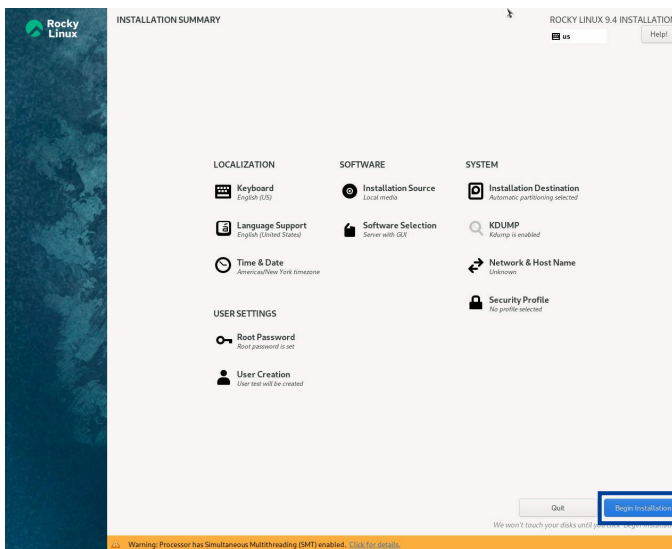 Rocky
Linux
INSTALLATION SUMMARY
ROCKY LINUX 9.4 INSTALLATION
us
Help!
LOCALIZATION
Keyboard
English (US)
Language Support
English (United States)
Time & Date
Americas/New York timezone
SOFTWARE
Installation Source
Local media
Software Selection
Server with GUI
SYSTEM
Installation Destination
Automatic partitioning selected
KDUMP
Kdump is enabled
Network & Host Name
Unknown
Security Profile
No profile selected
USER SETTINGS
Root Password
Root password is set
User Creation
User test will be created
Quit
Begin Installation
We won't touch your disks until you click 'Begin Installation
Warning: Processor has Simultaneous Multithreading (SMT) enabled. Click for details.